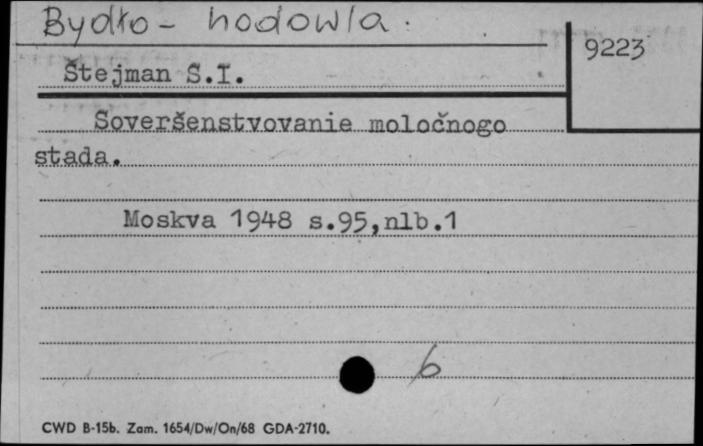 Bydło - hodowla.
9223
Štejman S.I.
Soveršenstvovanie moločnogo
stada.
Moskva 1948 s.95,nlb.1
b
CWD B-15b. Zam. 1654/Dw/On/68 GDA-2710.